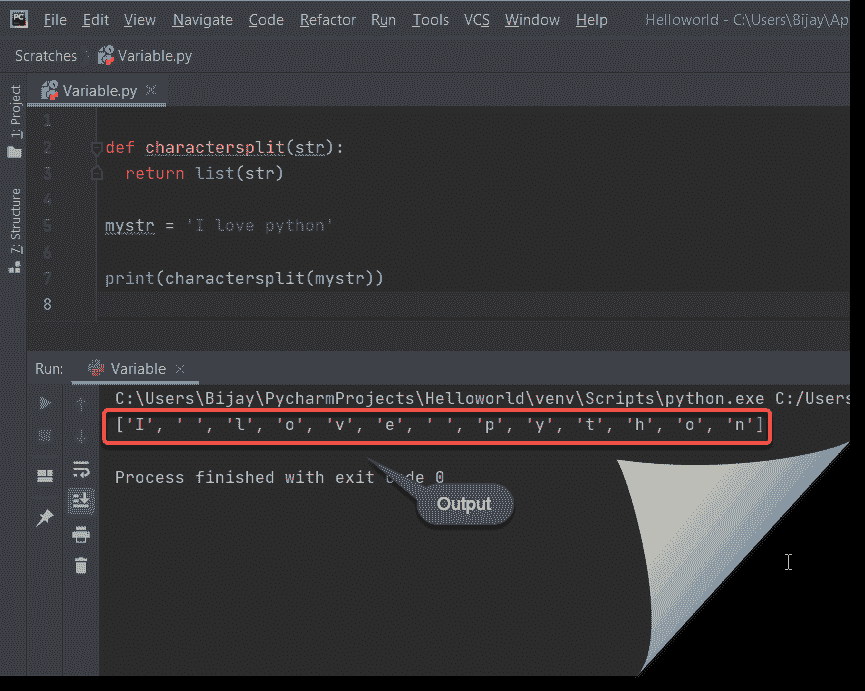 PC File Edit View Navigate Code Refactor Run Tools VCS Window Help Helloworld - C:\Users\Bijay\Ap
Scratches Variable.py
1: Project
7: Structure
Variable.py
1
2 def charactersplit(str):
3 return list(str)
4
5 mystr = 'I love python'
6
7 print(charactersplit(mystr))
8
Run: Variable
C:\Users\Bijay\PycharmProjects\Helloworld\venv\Scripts\python.exe C:/Users
['I', ' ', 'l', 'o', 'v', 'e', ' ', 'p', 'y', 't', 'h', 'o', 'n']
Process finished with exit code 0
Output